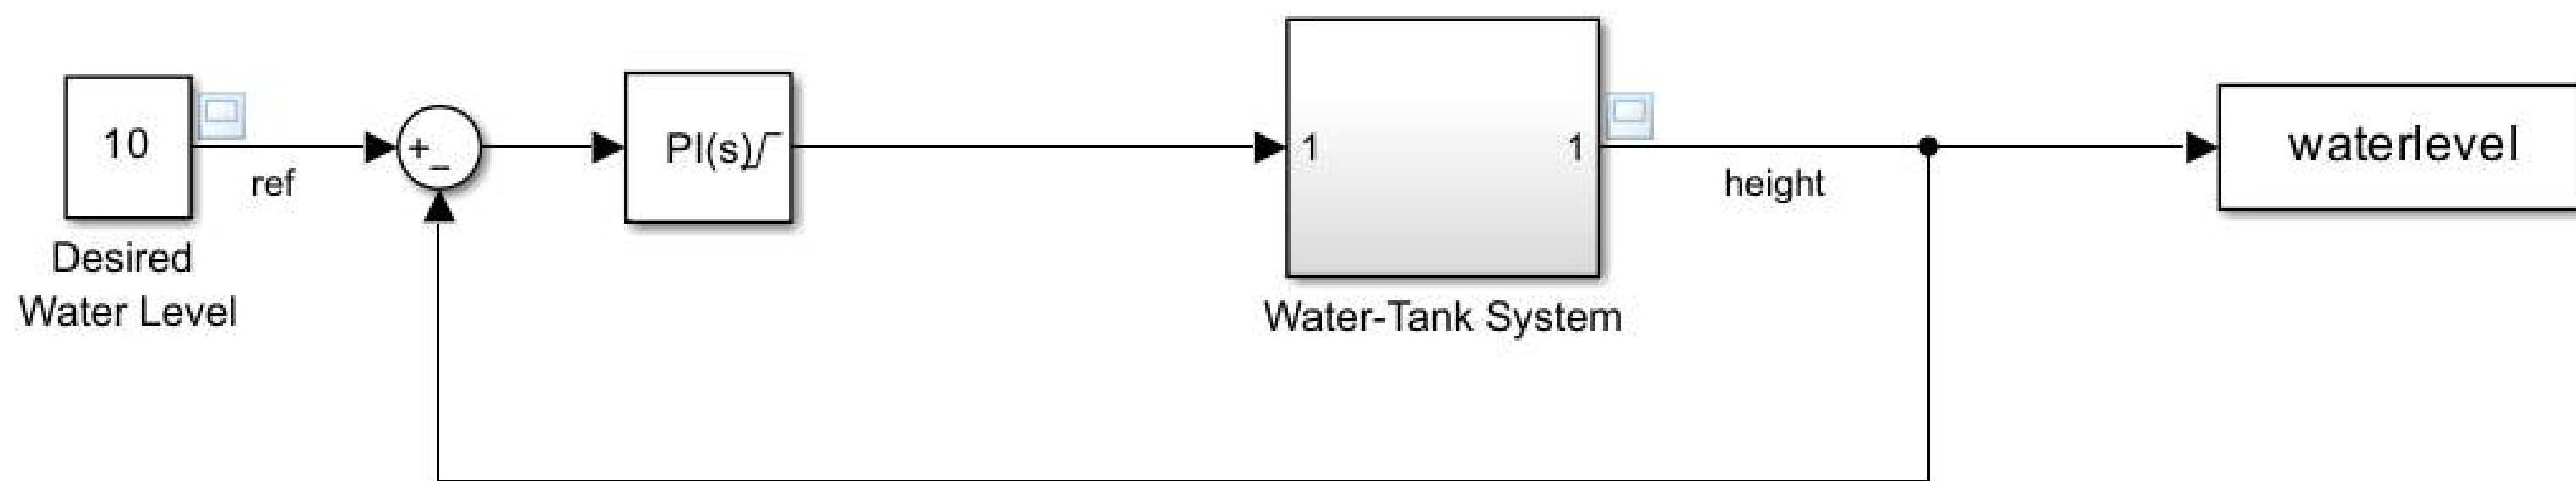 10
ref
Desired
Water Level
+
−
PI(s)
1
1
Water-Tank System
height
waterlevel